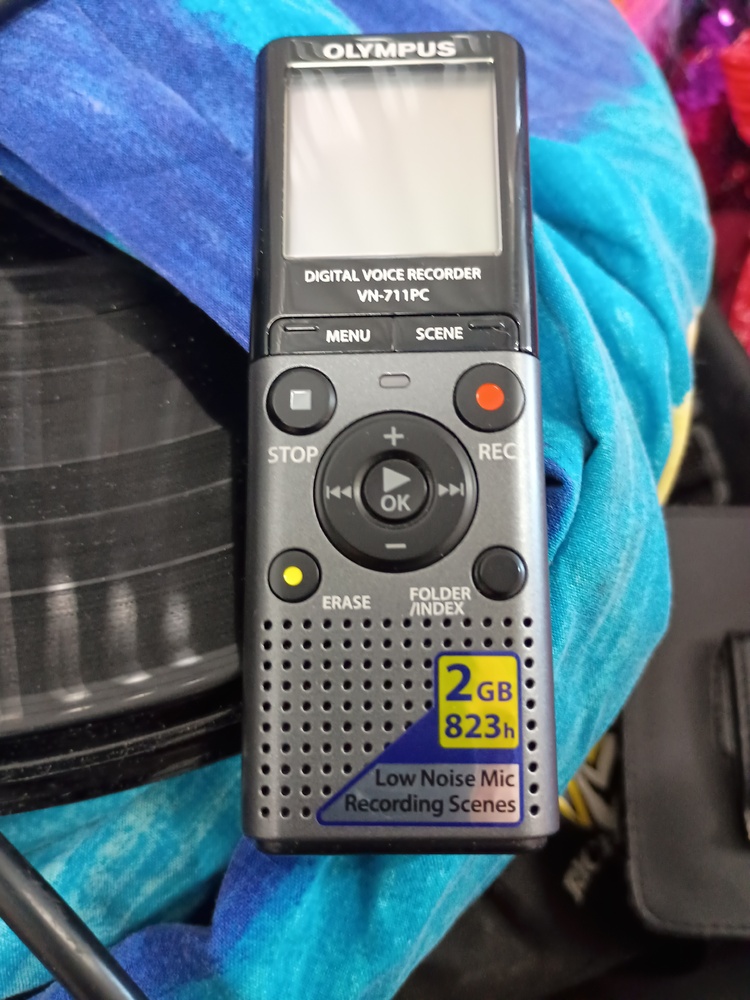 OLYMPUS
DIGITAL VOICE RECORDER
VN-711PC
MENU
SCENE
STOP
REC
OK
ERASE
FOLDER
/INDEX
2GB
823h
Low Noise Mic
Recording Scenes